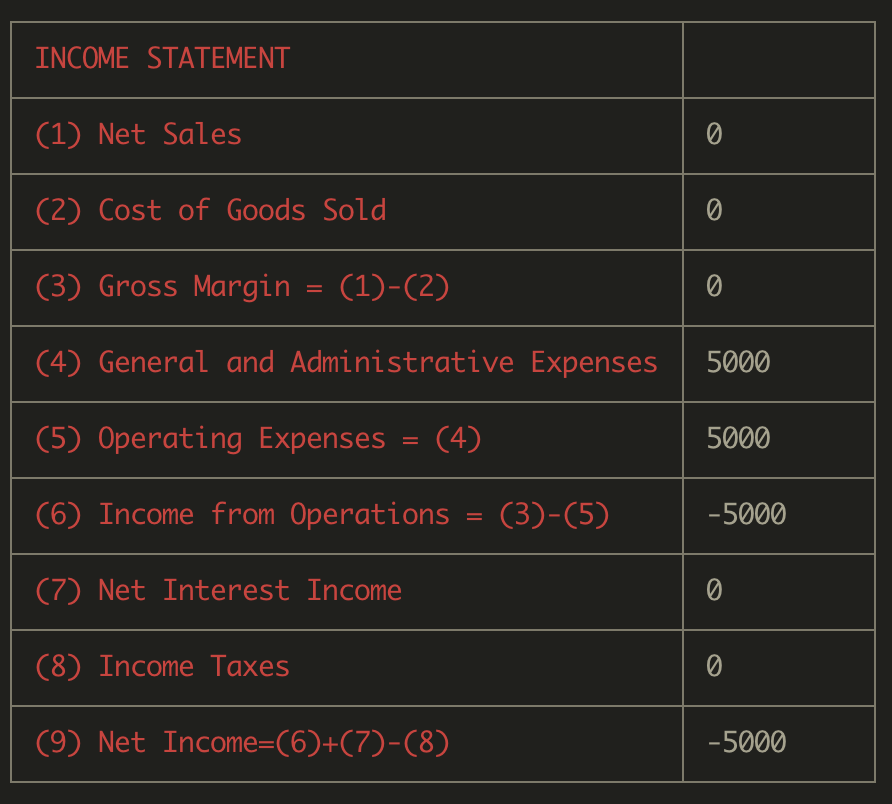 INCOME STATEMENT
(1) Net Sales 0
(2) Cost of Goods Sold 0
(3) Gross Margin = (1)-(2) 0
(4) General and Administrative Expenses 5000
(5) Operating Expenses = (4) 5000
(6) Income from Operations = (3)-(5) -5000
(7) Net Interest Income 0
(8) Income Taxes 0
(9) Net Income=(6)+(7)-(8) -5000